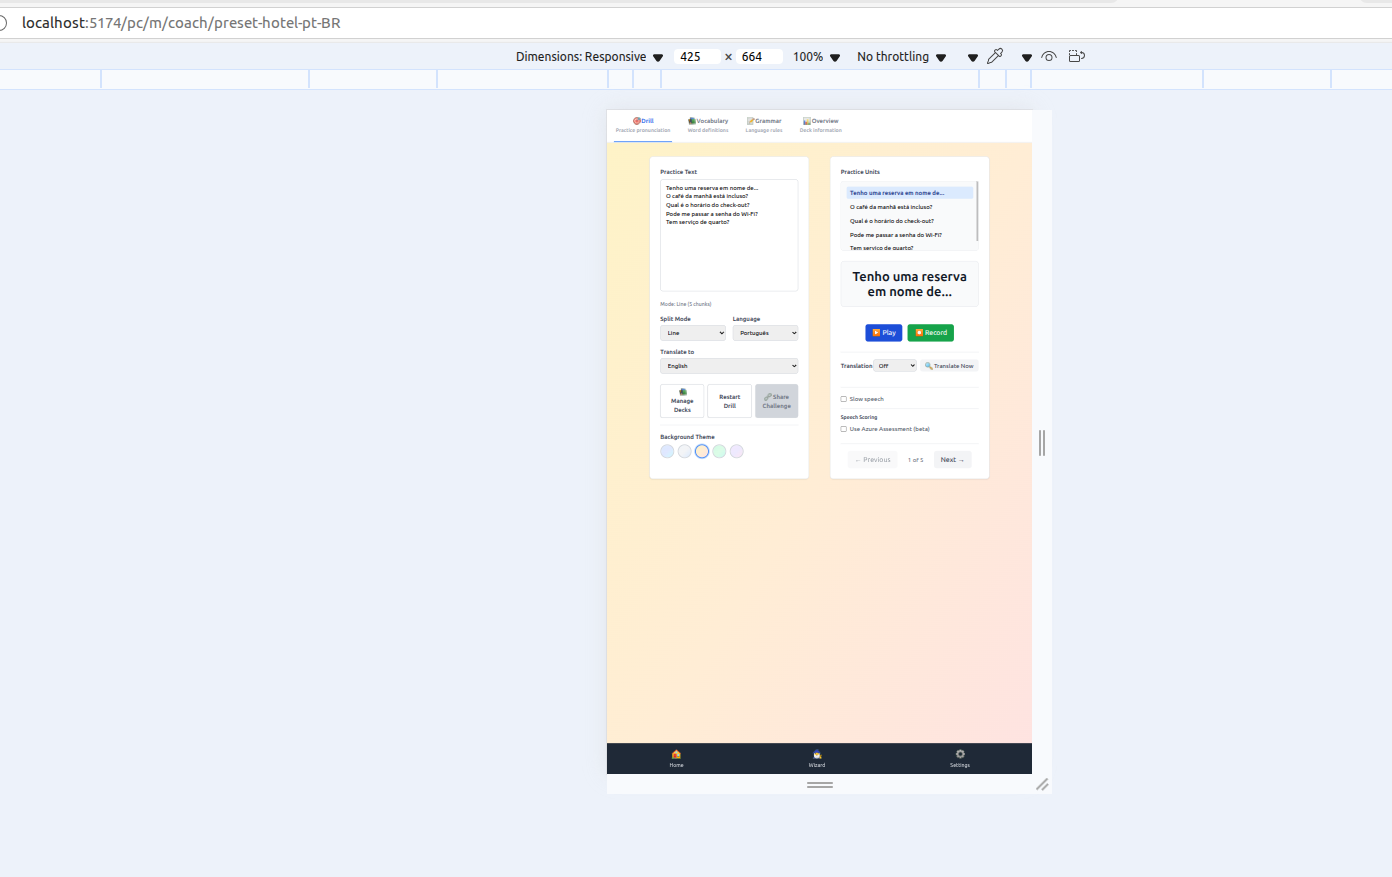 localhost:5174/pc/m/coach/preset-hotel-pt-BR
Dimensions: Responsive 425 × 664 100% No throttling
Drill
Practice pronunciation
Vocabulary
Word definitions
Grammar
Language rules
Overview
Deck information
Practice Text
Tenho uma reserva em nome de...
O café da manhã está incluso?
Qual é o horário do check-out?
Pode me passar a senha do Wi-Fi?
Tem serviço de quarto?
Mode: Line (5 chunks)
Split Mode
Language
Line
Português
Translate to
English
Manage
Decks
Restart
Drill
Share
Challenge
Background Theme
Practice Units
Tenho uma reserva em nome de...
O café da manhã está incluso?
Qual é o horário do check-out?
Pode me passar a senha do Wi-Fi?
Tem serviço de quarto?
Tenho uma reserva
em nome de...
Play
Record
Translation Off Translate Now
Slow speech
Speech Scoring
Use Azure Assessment (beta)
← Previous 1 of 5 Next →
Home
Wizard
Settings